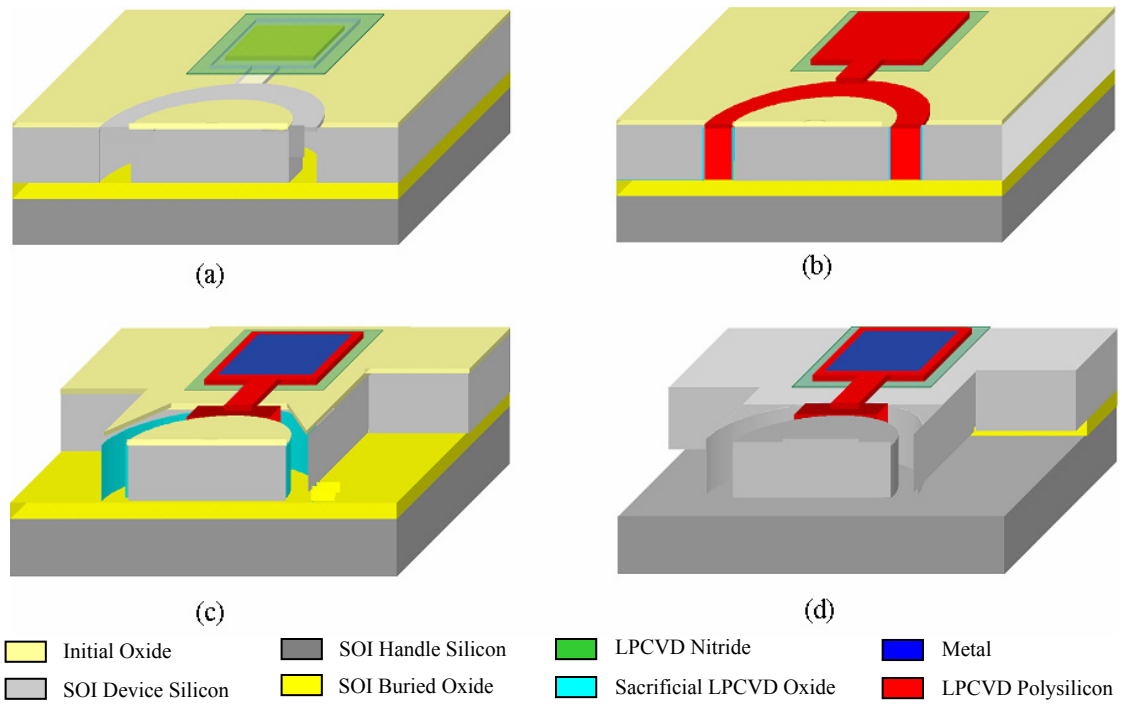 (a)
(b)
(c)
(d)
Initial Oxide
SOI Handle Silicon
LPCVD Nitride
Metal
SOI Device Silicon
SOI Buried Oxide
Sacrificial LPCVD Oxide
LPCVD Polysilicon